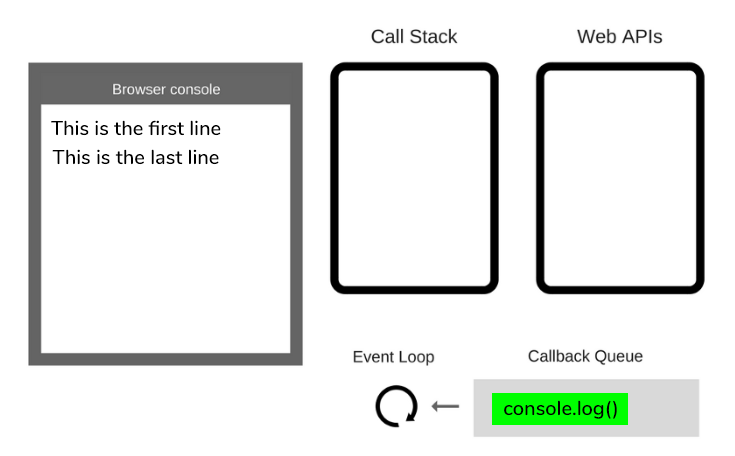 Call Stack
Web APIs
Browser console
This is the first line
This is the last line
Event Loop
Callback Queue
console.log()